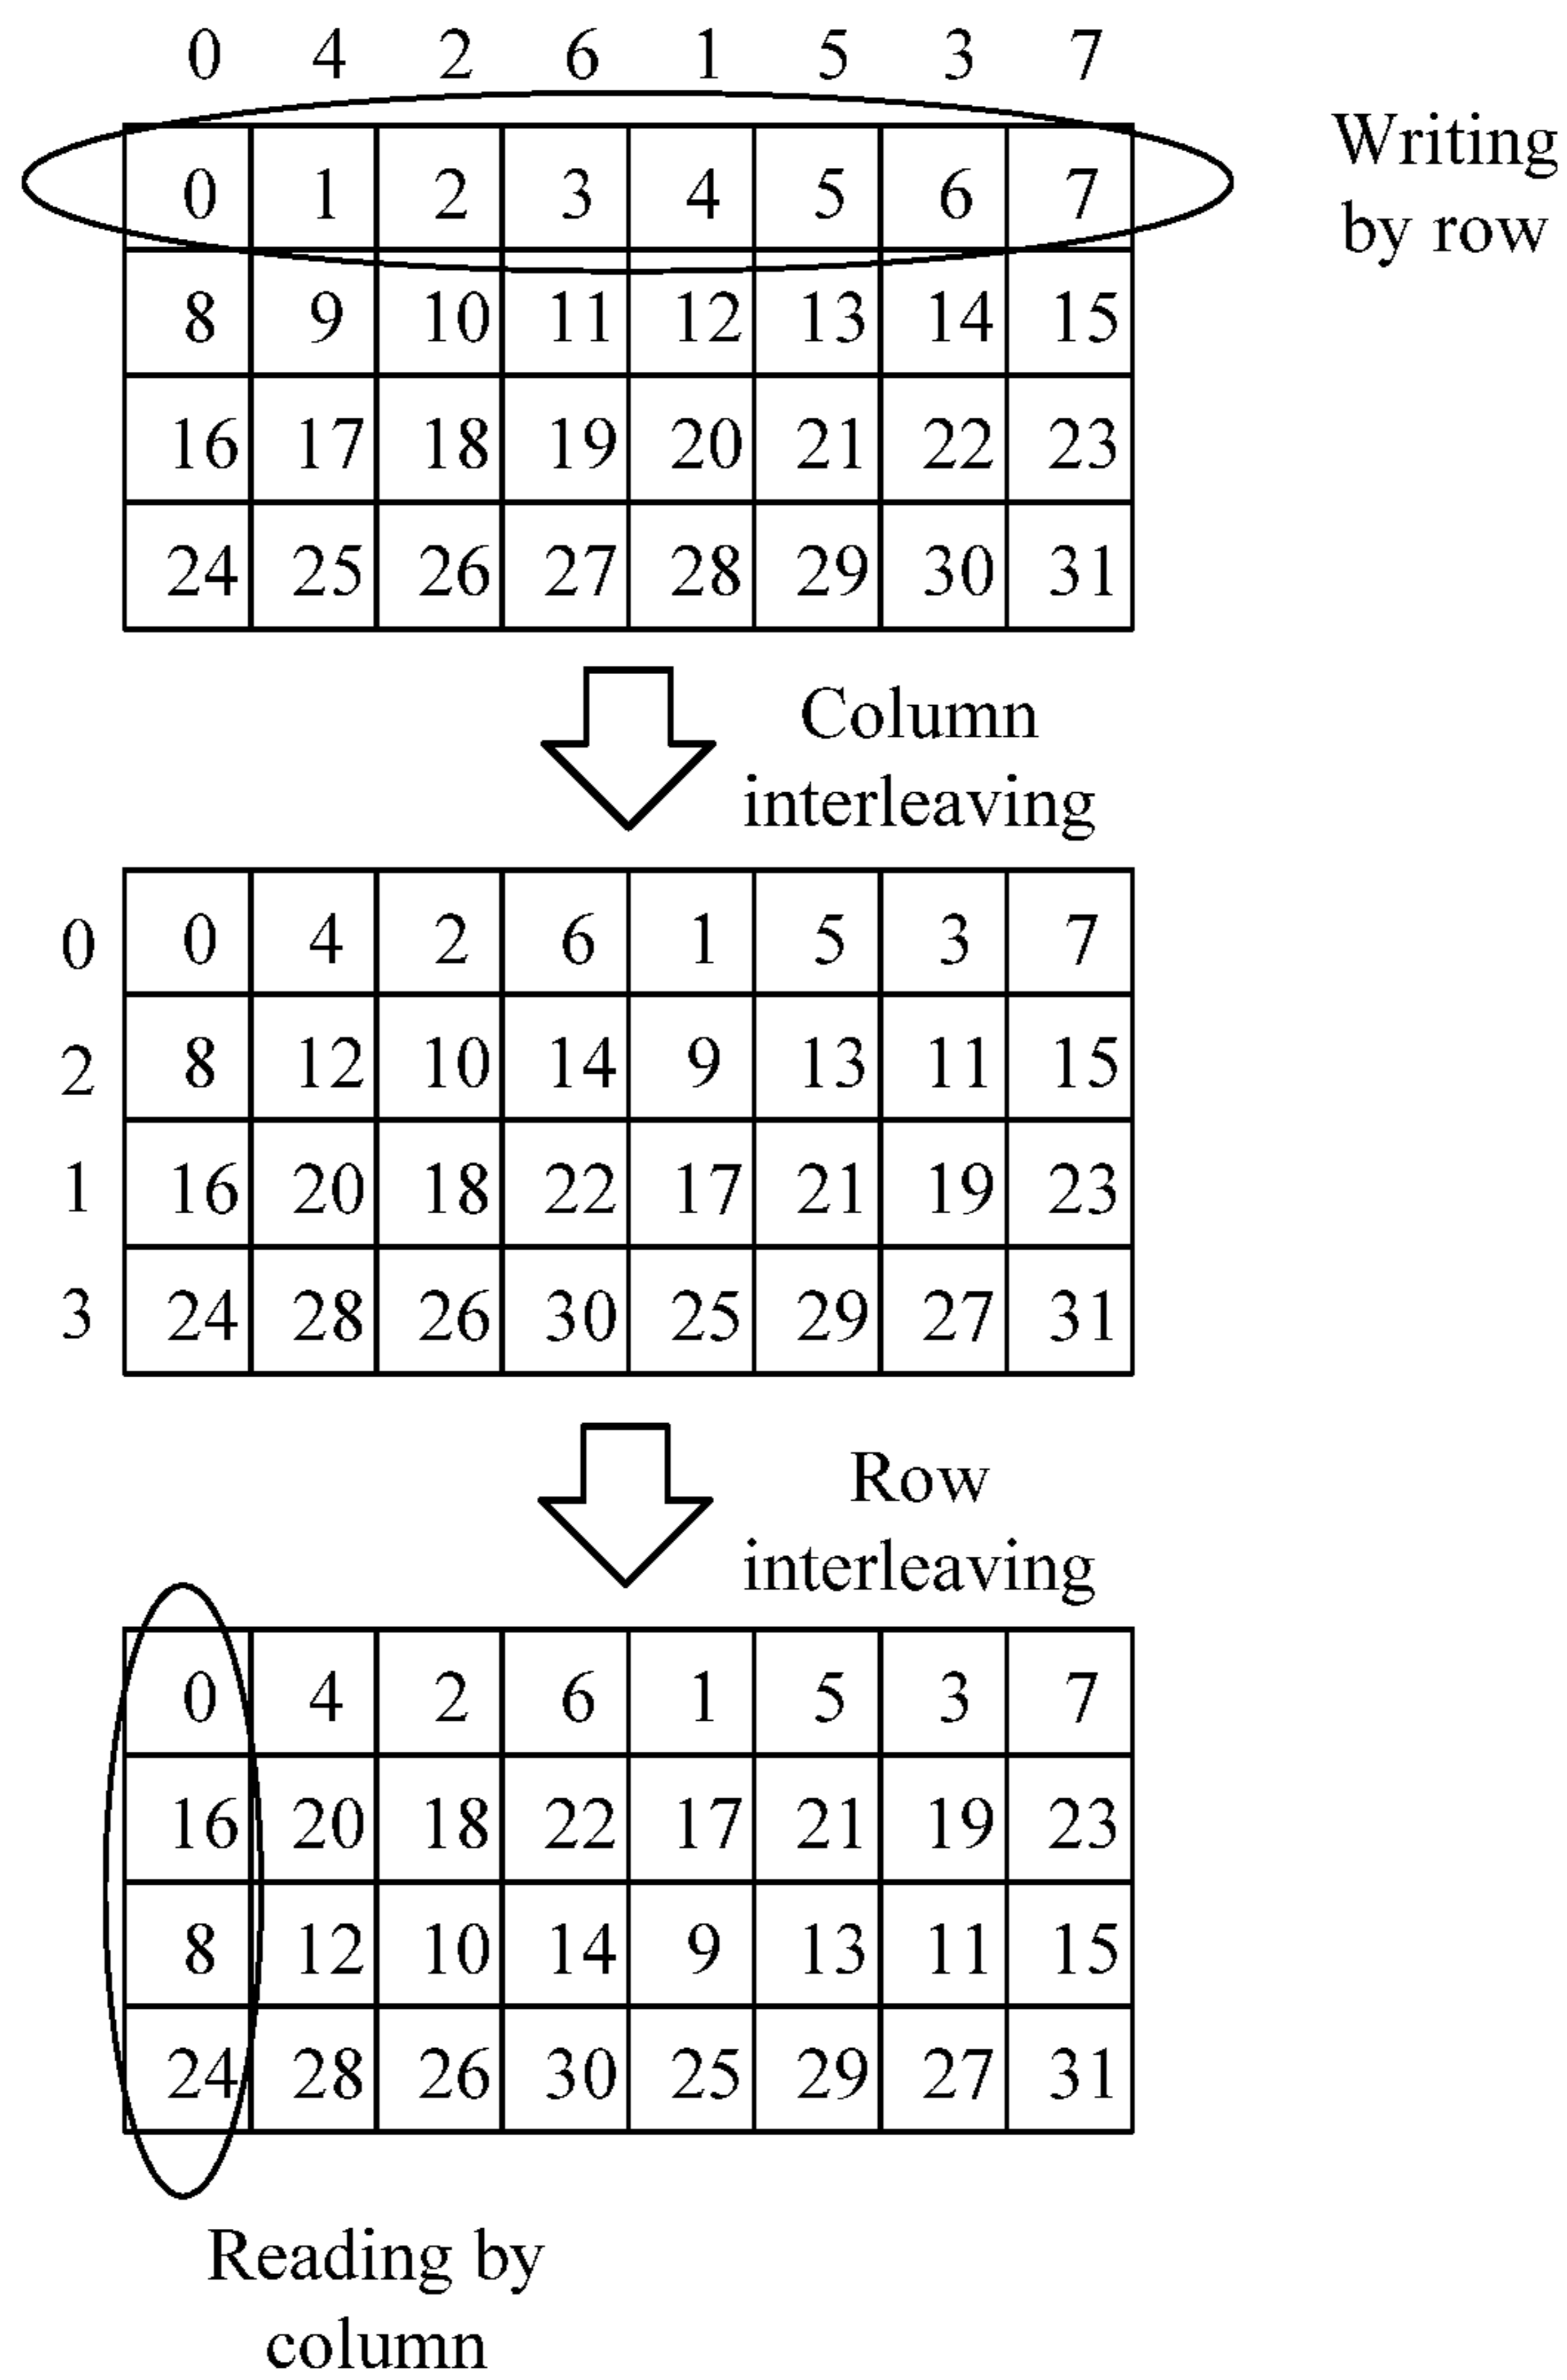 0 4 2 6 1 5 3 7
Writing
by row
0 1 2 3 4 5 6 7
8 9 10 11 12 13 14 15
16 17 18 19 20 21 22 23
24 25 26 27 28 29 30 31
Column
interleaving
0 0 4 2 6 1 5 3 7
2 8 12 10 14 9 13 11 15
1 16 20 18 22 17 21 19 23
3 24 28 26 30 25 29 27 31
Row
interleaving
0 4 2 6 1 5 3 7
16 20 18 22 17 21 19 23
8 12 10 14 9 13 11 15
24 28 26 30 25 29 27 31
Reading by
column